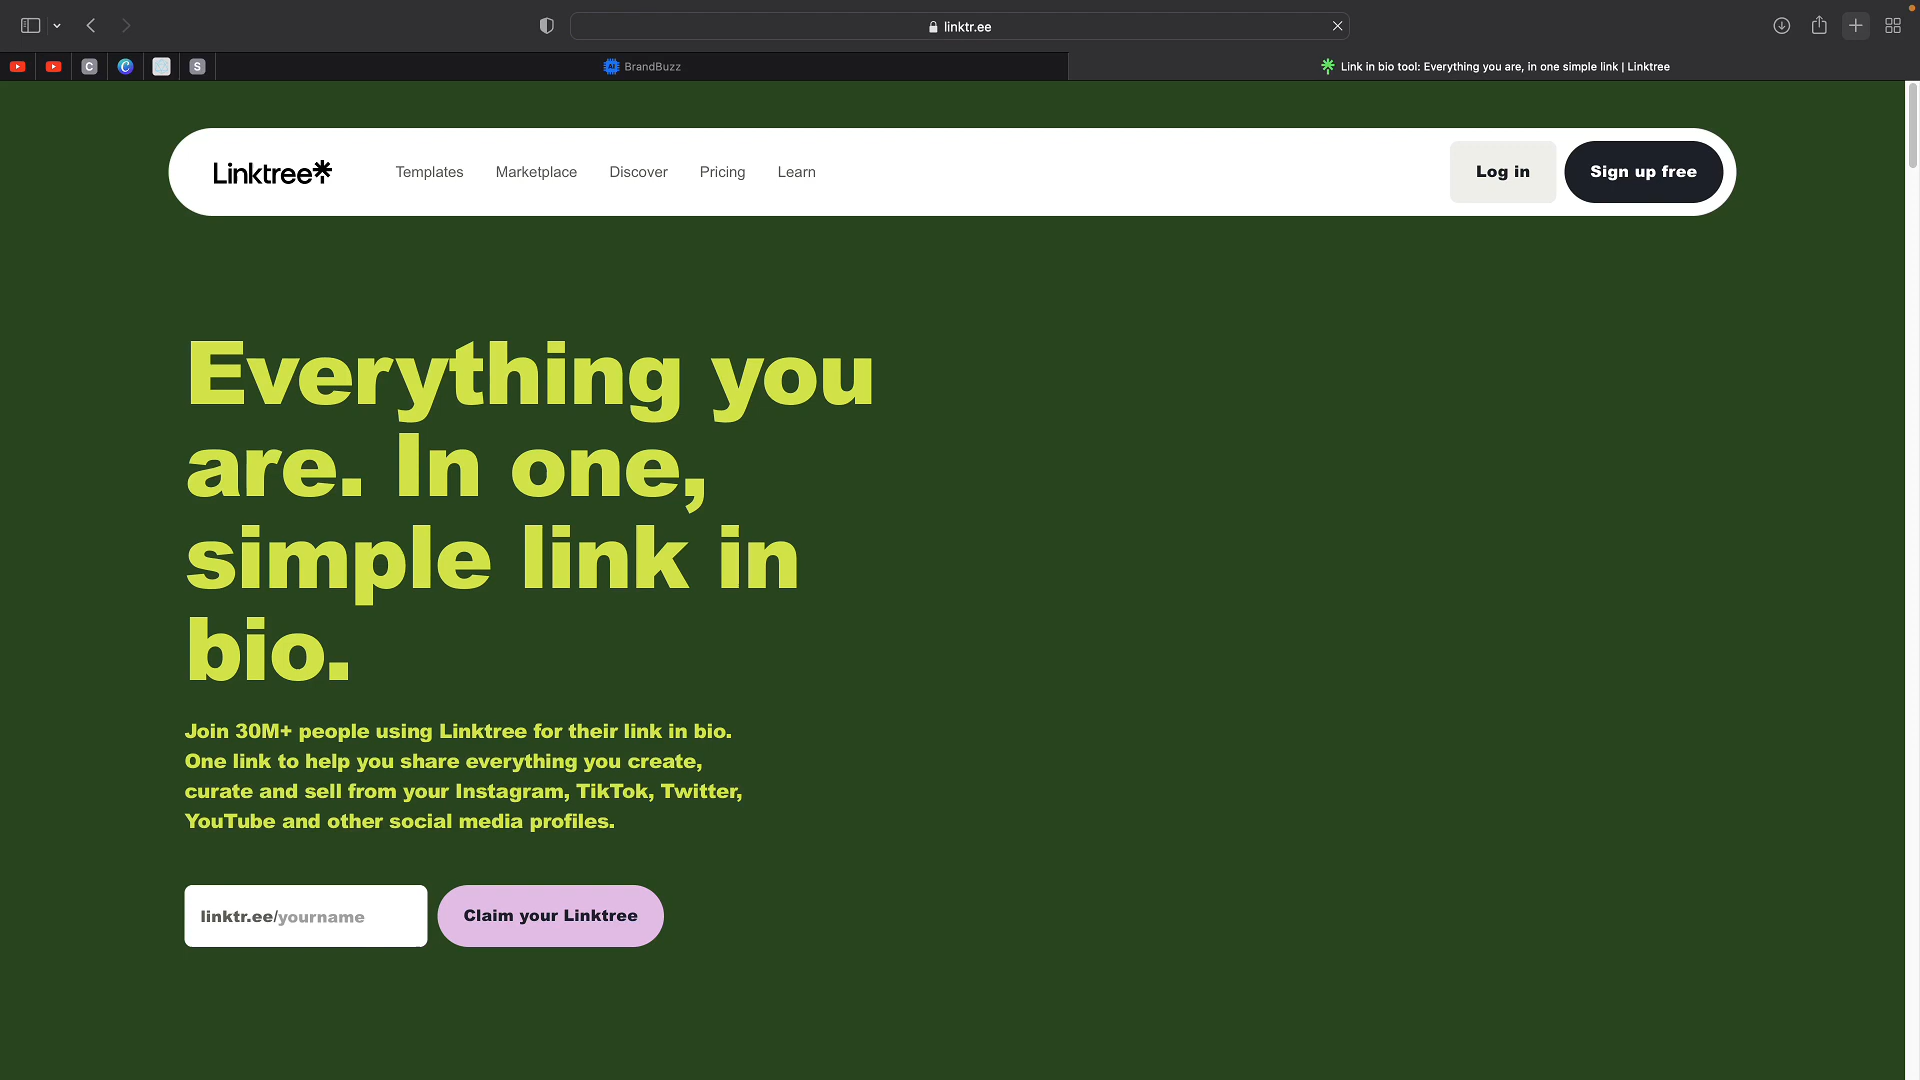 linktr.ee
C
C
S
AI
BrandBuzz
Link in bio tool: Everything you are, in one simple link | Linktree
Linktree
Templates
Marketplace
Discover
Pricing
Learn
Log in
Sign up free
Everything you
are. In one,
simple link in
bio.
Join 30M+ people using Linktree for their link in bio.
One link to help you share everything you create,
curate and sell from your Instagram, TikTok, Twitter,
YouTube and other social media profiles.
linktr.ee/yourname
Claim your Linktree